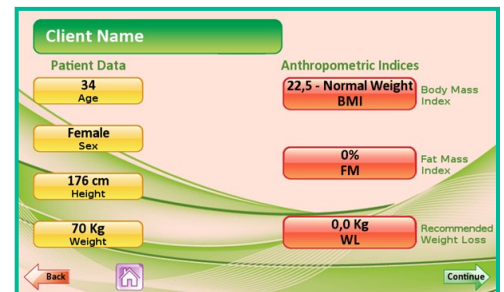 Client Name
Patient Data
34
Age
Female
Sex
176 cm
Height
70 Kg
Weight
Anthropometric Indices
22,5 - Normal Weight
BMI
Body Mass
Index
0%
FM
Fat Mass
Index
0,0 Kg
WL
Recommended
Weight Loss
Back
Continue